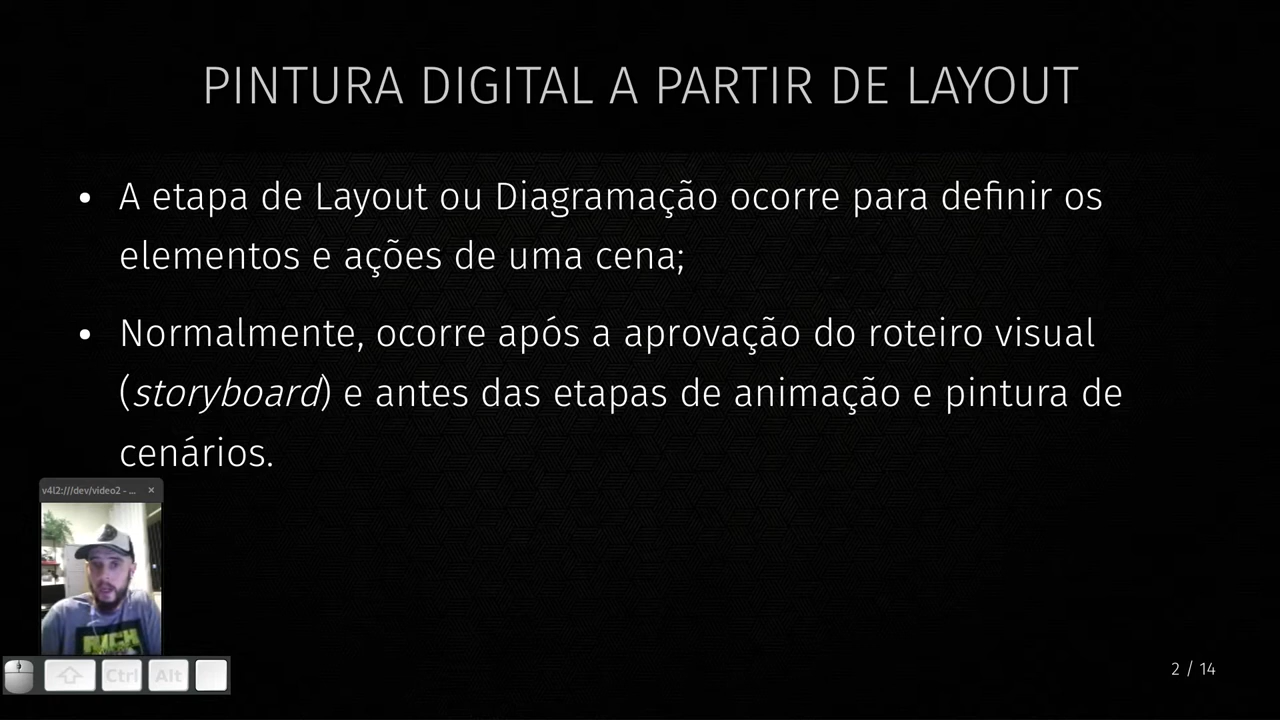 PINTURA DIGITAL A PARTIR DE LAYOUT
• A etapa de Layout ou Diagramação ocorre para definir os
elementos e ações de uma cena;
• Normalmente, ocorre após a aprovação do roteiro visual
(storyboard) e antes das etapas de animação e pintura de
cenários.
v4l2:///dev/video2 - ... ×
Ctrl Alt
2 / 14